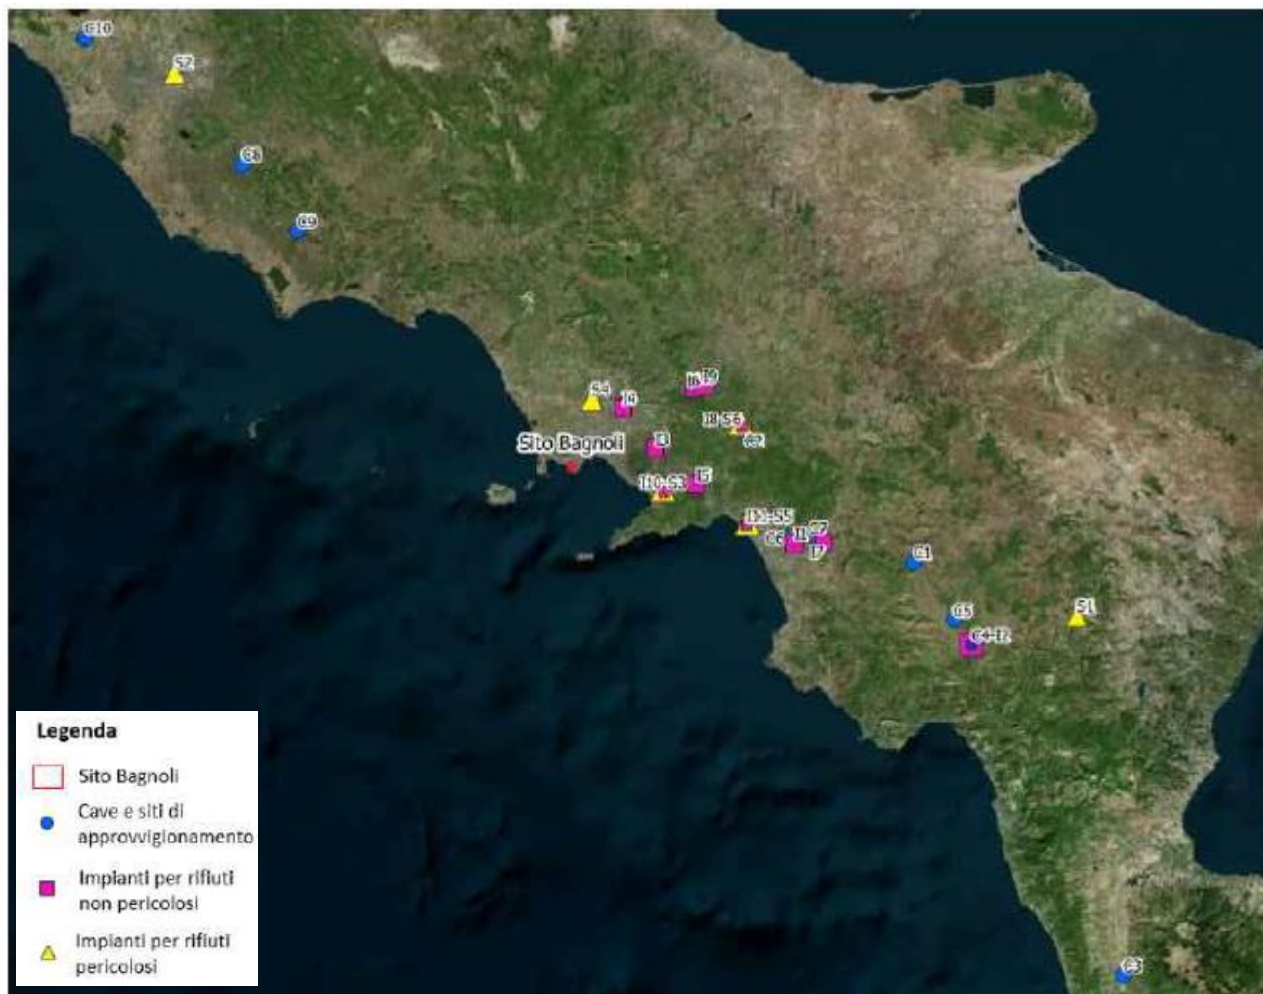 C10
S2
C8
C9
S4
I4
I6
I9
I8-S6
C2
Sito Bagnoli
I3
I10-S3
I5
I11-S5
C6
I1
C7
I7
C1
C5
S1
C4-I2
C3
Legenda
Sito Bagnoli
Cave e siti di
approvvigionamento
Impianti per rifiuti
non pericolosi
Impianti per rifiuti
pericolosi